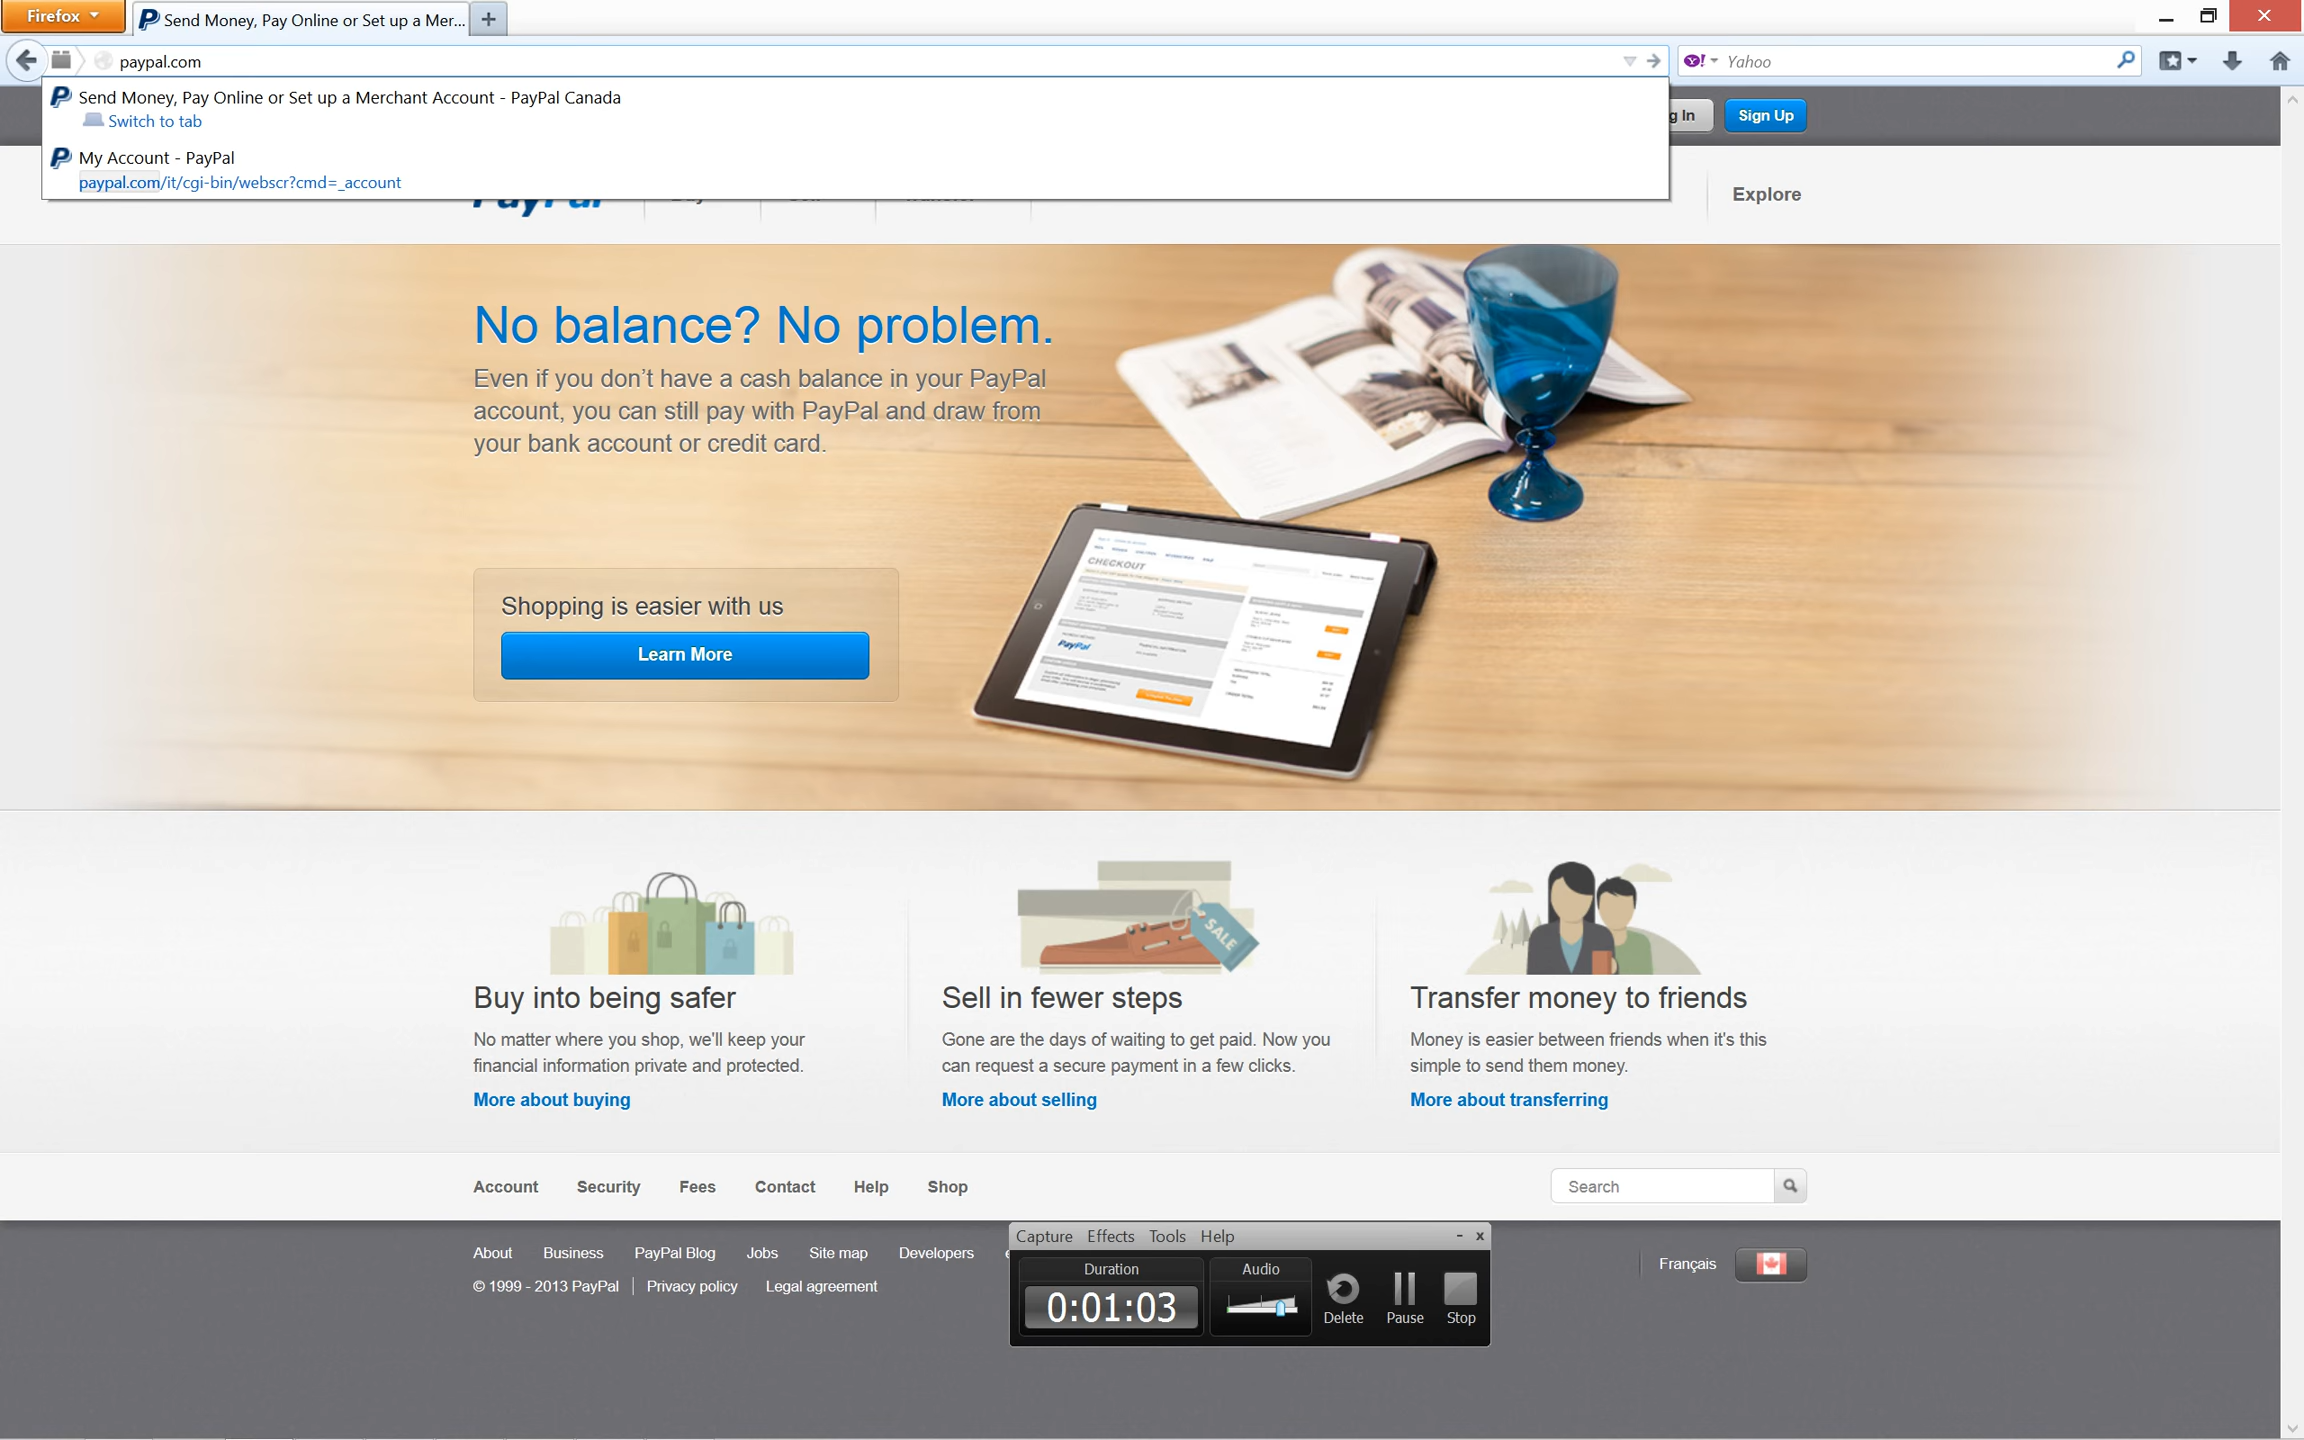 Firefox
Send Money, Pay Online or Set up a Mer...
paypal.com
Yahoo
Send Money, Pay Online or Set up a Merchant Account - PayPal Canada
Switch to tab
My Account - PayPal
paypal.com/it/cgi-bin/webscr?cmd=_account
g In
Sign Up
PayPal
Explore
No balance? No problem.
Even if you don't have a cash balance in your PayPal
account, you can still pay with PayPal and draw from
your bank account or credit card.
CHECKOUT
PayPal
Shopping is easier with us
Learn More
SALE
Buy into being safer
No matter where you shop, we'll keep your
financial information private and protected.
More about buying
Sell in fewer steps
Gone are the days of waiting to get paid. Now you
can request a secure payment in a few clicks.
More about selling
Transfer money to friends
Money is easier between friends when it's this
simple to send them money.
More about transferring
Account Security Fees Contact Help Shop
Search
About Business PayPal Blog Jobs Site map Developers
© 1999 - 2013 PayPal Privacy policy Legal agreement
Français
Capture Effects Tools Help
Duration
0:01:03
Audio
Delete
Pause
Stop